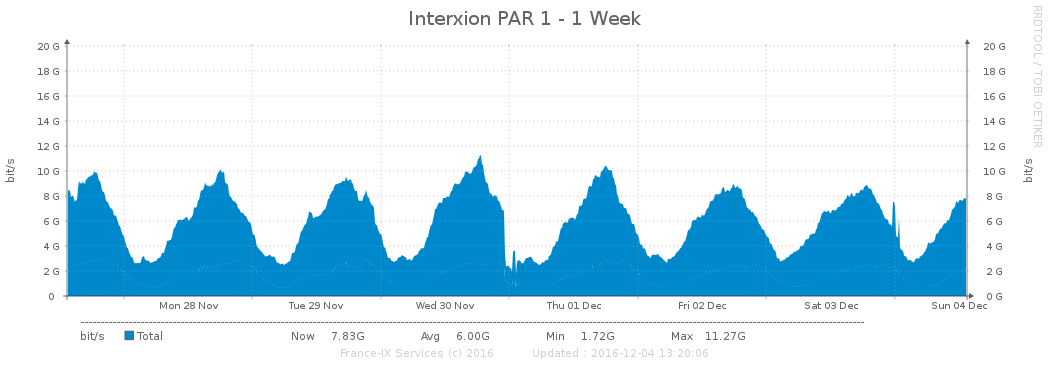 Interxion PAR 1 - 1 Week
RRDTOOL / TOBI OETIKER
bit/s
bit/s
20 G 20 G
18 G 18 G
16 G 16 G
14 G 14 G
12 G 12 G
10 G 10 G
8 G 8 G
6 G 6 G
4 G 4 G
2 G 2 G
0 0 G
Mon 28 Nov Tue 29 Nov Wed 30 Nov Thu 01 Dec Fri 02 Dec Sat 03 Dec Sun 04 Dec
bit/s Total Now 7.83G Avg 6.00G Min 1.72G Max 11.27G
France-IX Services (c) 2016 Updated : 2016-12-04 13:20:06